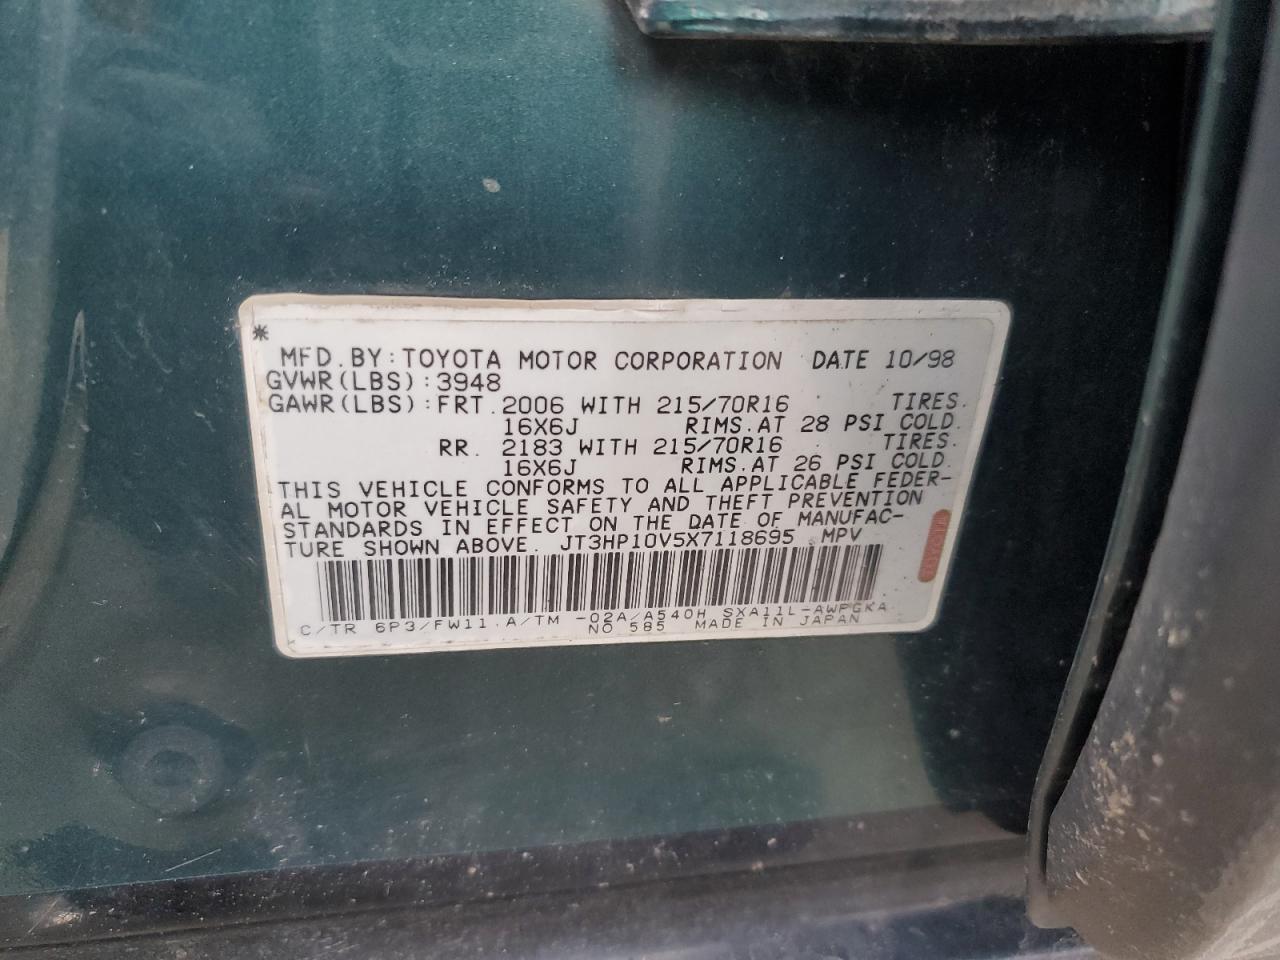 *
MFD.BY:TOYOTA MOTOR CORPORATION DATE 10/98
GVWR(LBS):3948
GAWR(LBS):FRT.2006 WITH 215/70R16 TIRES.
16X6J RIMS.AT 28 PSI COLD.
RR. 2183 WITH 215/70R16 TIRES.
16X6J RIMS.AT 26 PSI COLD.
THIS VEHICLE CONFORMS TO ALL APPLICABLE FEDER-
AL MOTOR VEHICLE SAFETY AND THEFT PREVENTION
STANDARDS IN EFFECT ON THE DATE OF MANUFAC-
TURE SHOWN ABOVE. JT3HP10V5X7118695 MPV
C/TR 6P3/FW11 A/TM -02A/A540H SXA11L-AWPGKA
NO 585 MADE IN JAPAN
TOYOTA